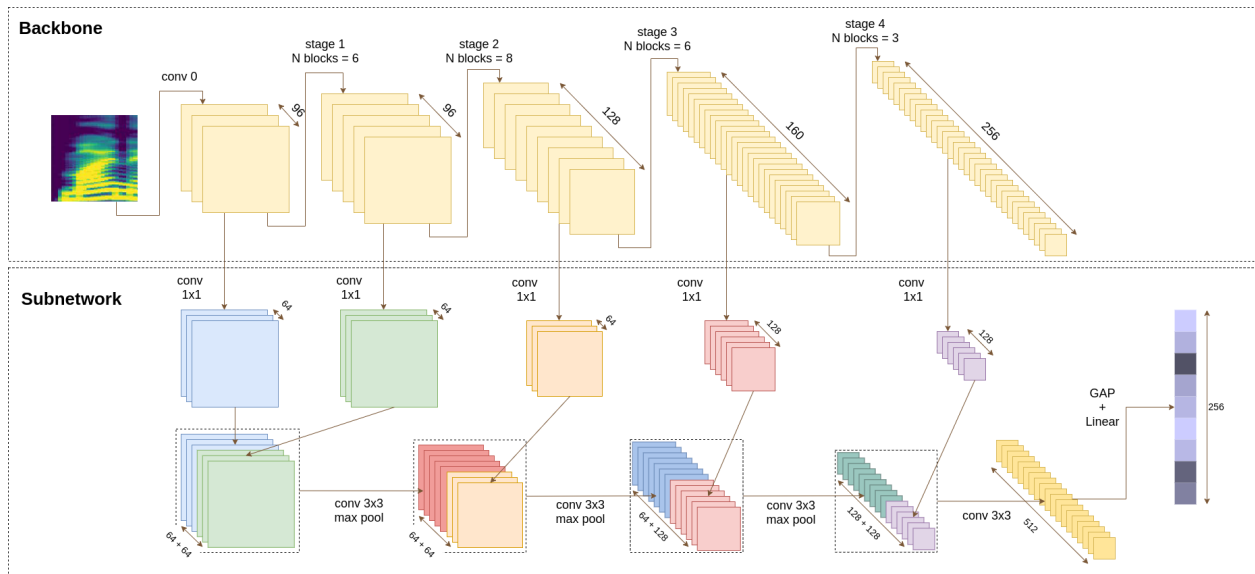 Backbone
conv 0
stage 1
N blocks = 6
stage 2
N blocks = 8
stage 3
N blocks = 6
stage 4
N blocks = 3
96
96
128
160
256
Subnetwork
conv
1x1
conv
1x1
conv
1x1
conv
1x1
conv
1x1
64
64
64
128
128
GAP
+
Linear
256
conv 3x3
max pool
conv 3x3
max pool
conv 3x3
max pool
conv 3x3
64 + 64
64 + 64
64 + 128
128 + 128
512